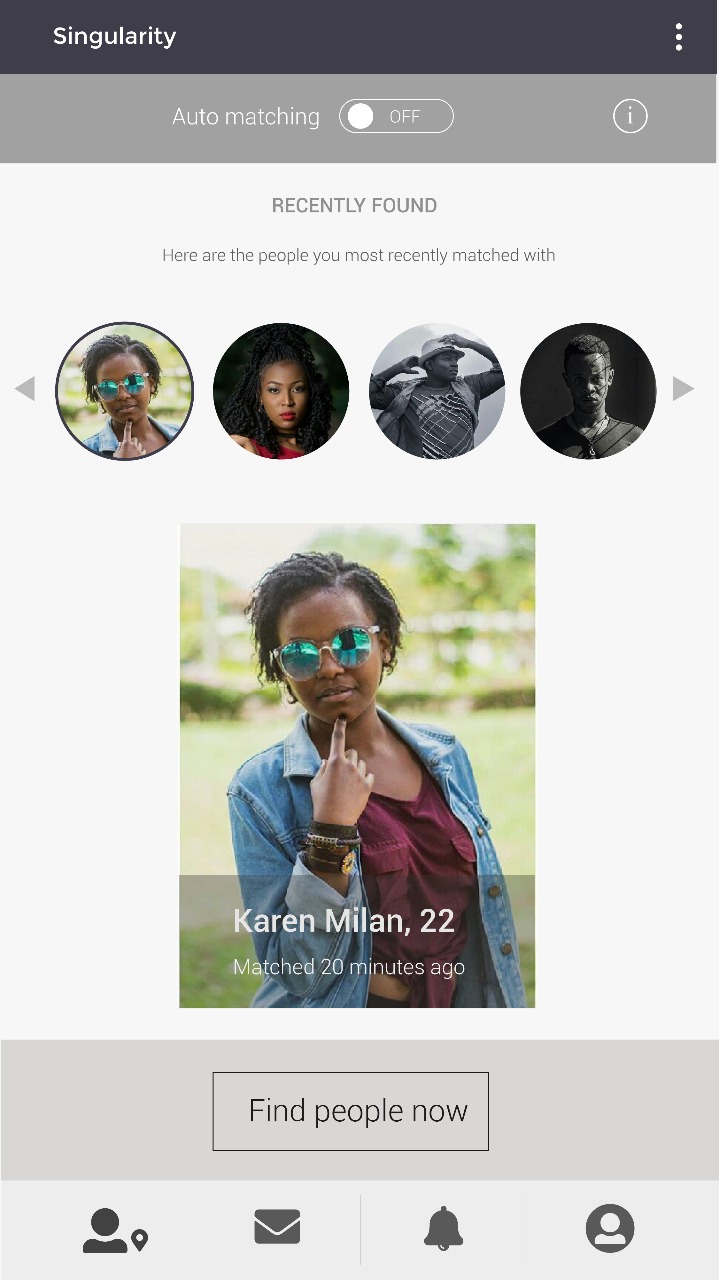 Singularity
Auto matching OFF
i
RECENTLY FOUND
Here are the people you most recently matched with
Karen Milan, 22
Matched 20 minutes ago
Find people now